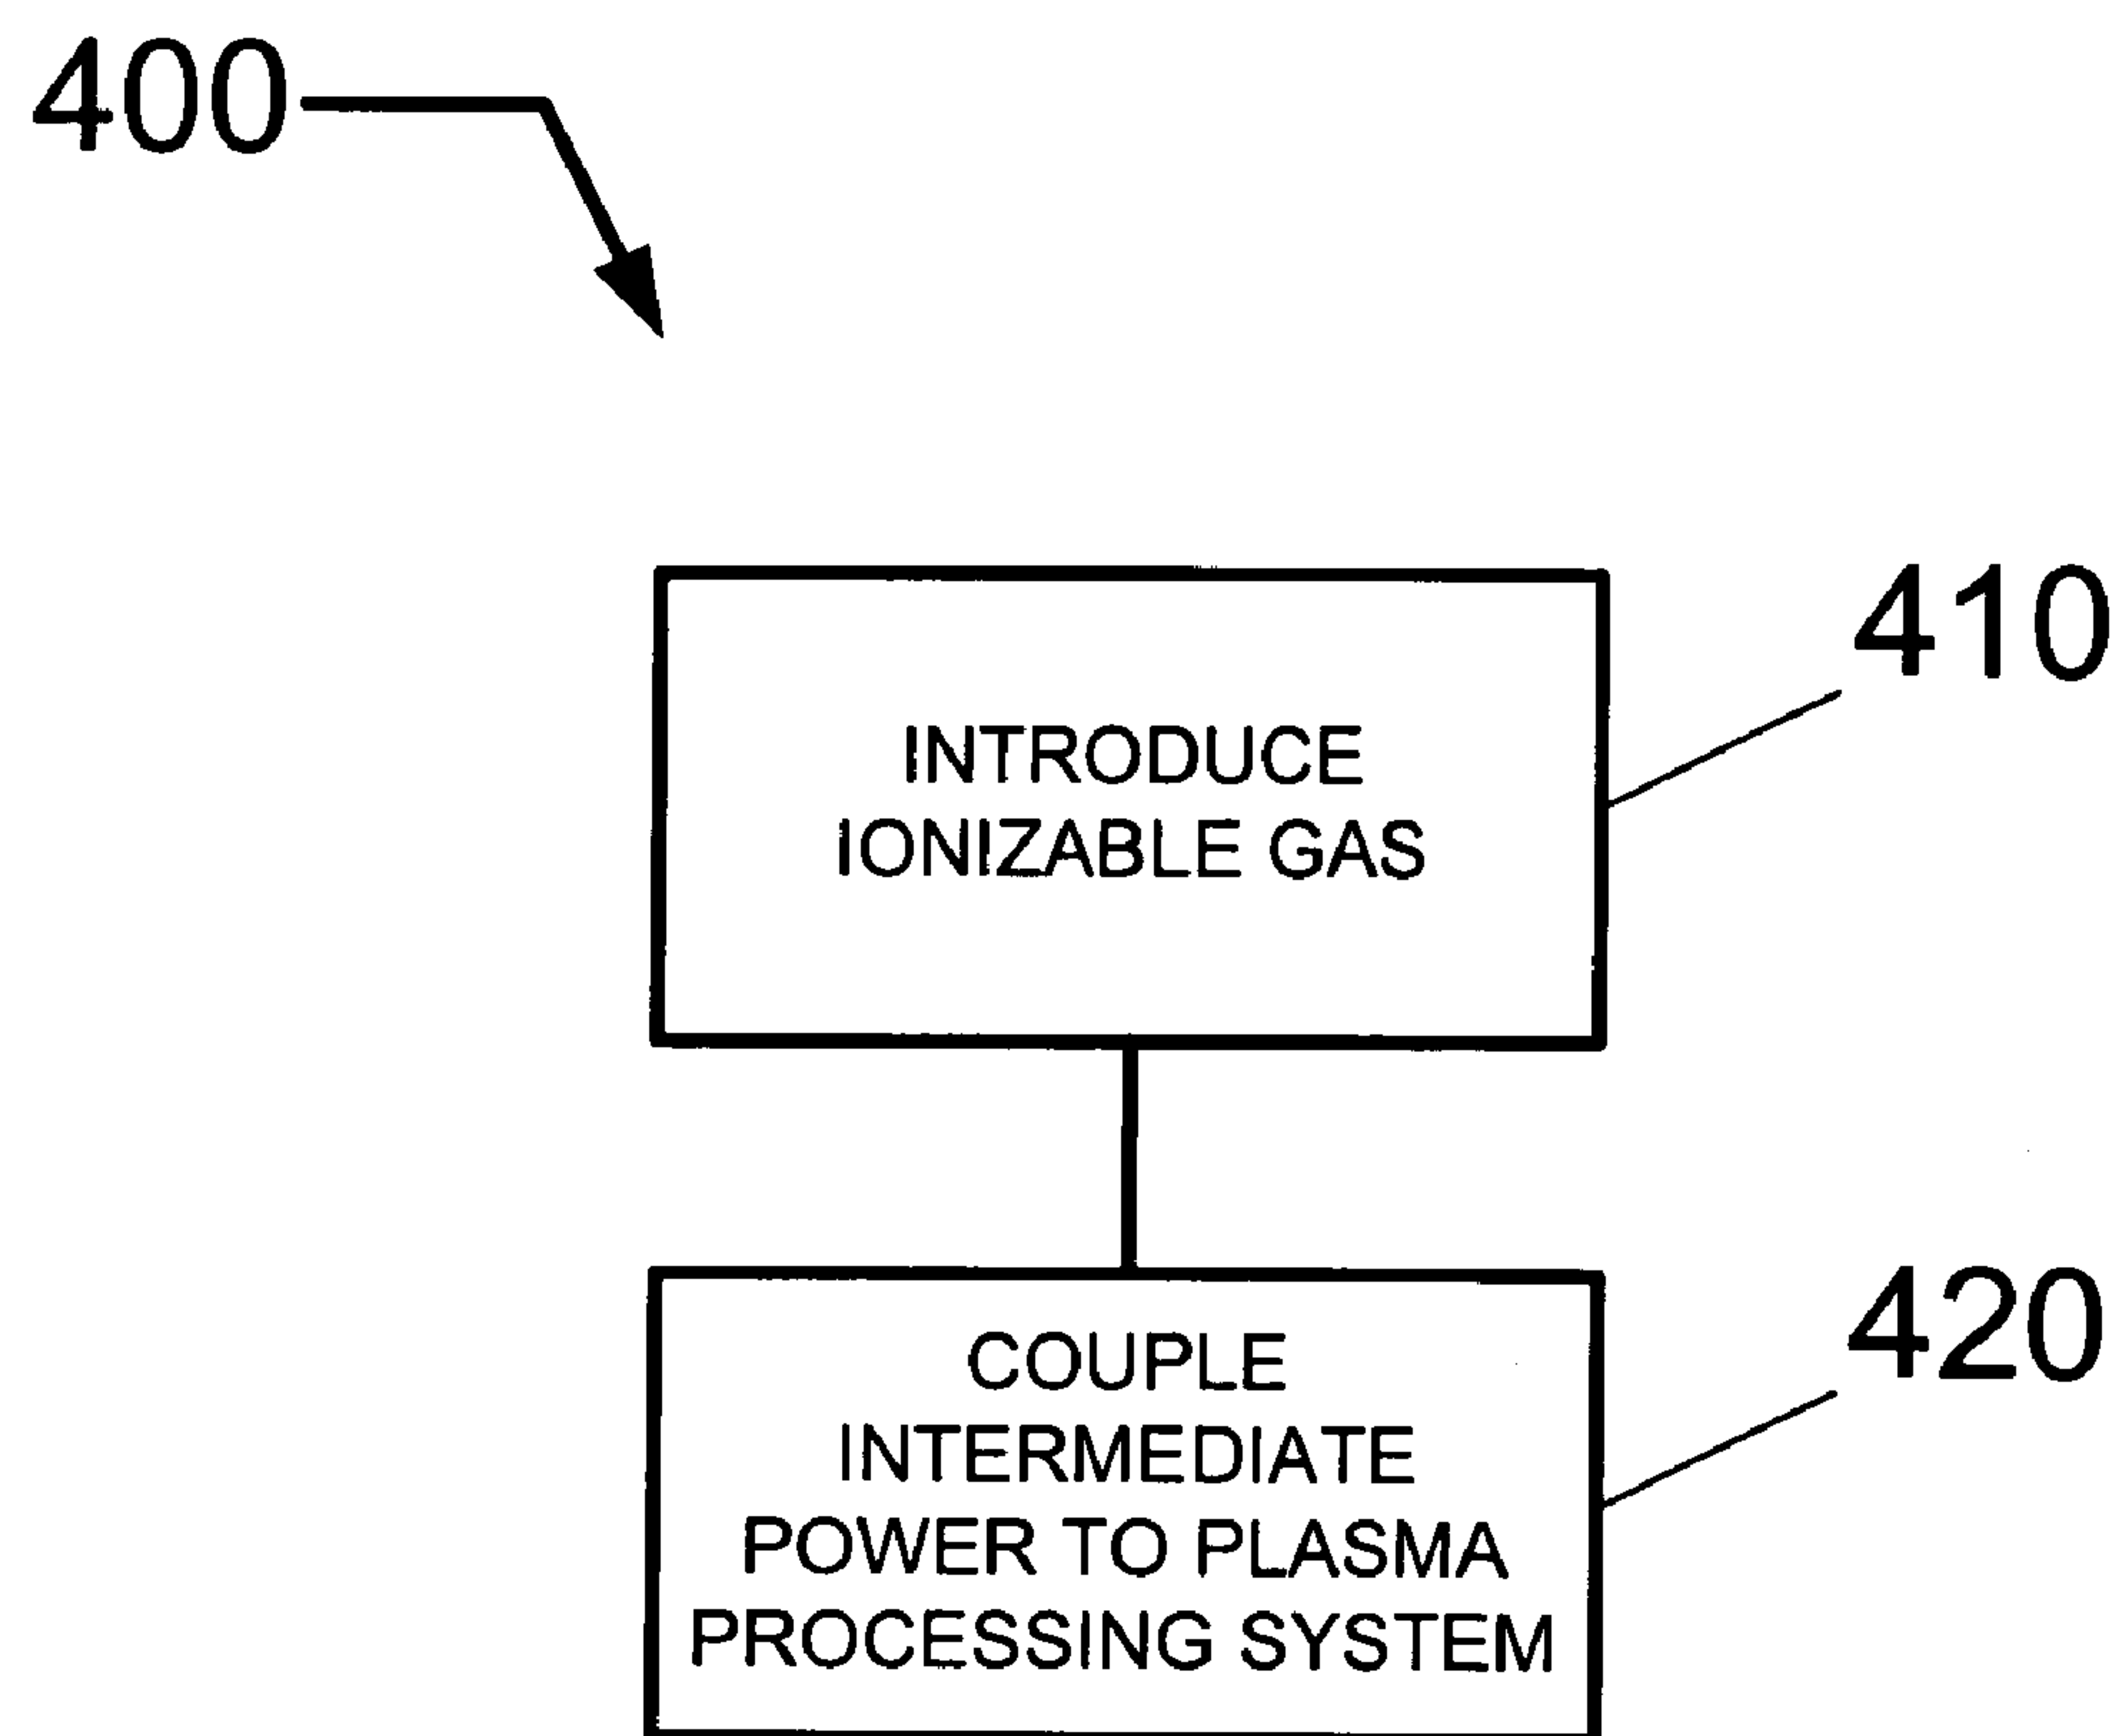 400
410
INTRODUCE
IONIZABLE GAS
420
COUPLE
INTERMEDIATE
POWER TO PLASMA
PROCESSING SYSTEM